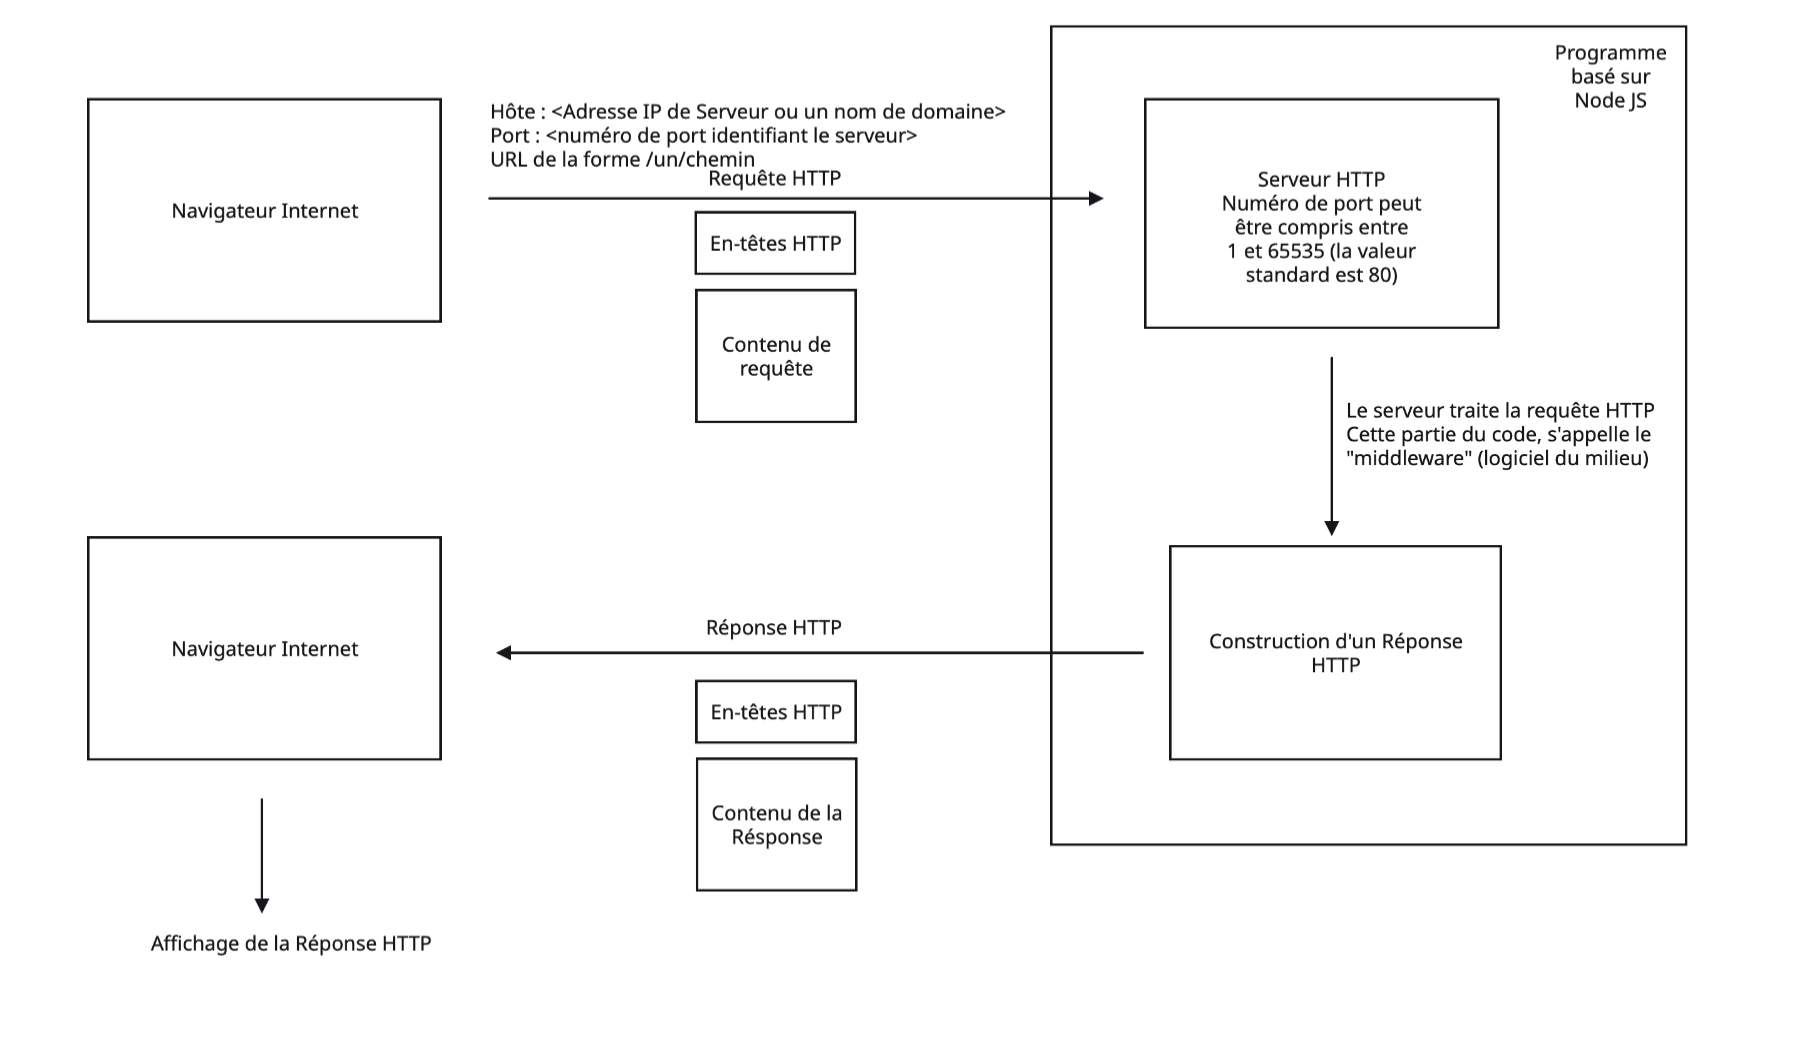 Programme
basé sur
Node JS
Navigateur Internet
Hôte : <Adresse IP de Serveur ou un nom de domaine>
Port : <numéro de port identifiant le serveur>
URL de la forme /un/chemin
Requête HTTP
En-têtes HTTP
Contenu de
requête
Serveur HTTP
Numéro de port peut
être compris entre
1 et 65535 (la valeur
standard est 80)
Le serveur traite la requête HTTP
Cette partie du code, s'appelle le
"middleware" (logiciel du milieu)
Construction d'un Réponse
HTTP
Réponse HTTP
En-têtes HTTP
Contenu de la
Résponse
Navigateur Internet
Affichage de la Réponse HTTP